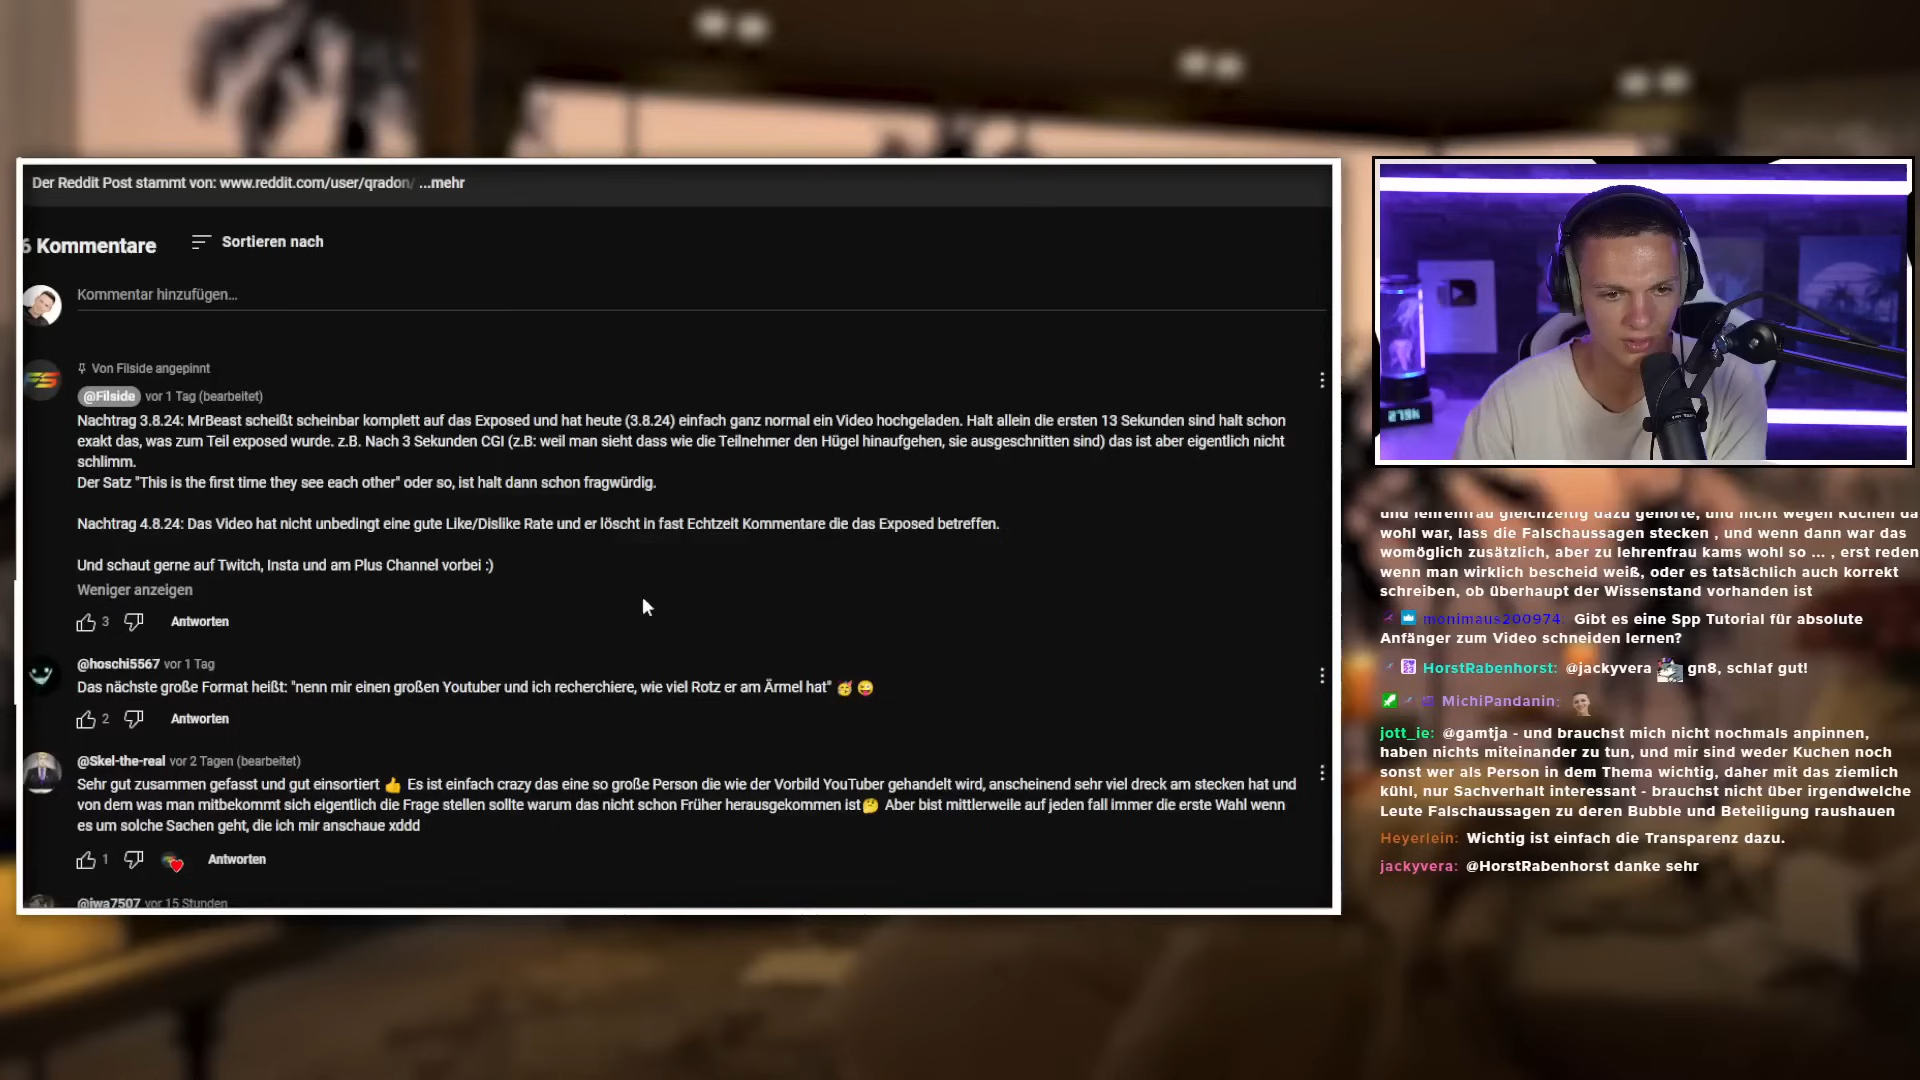 Der Reddit Post stammt von: www.reddit.com/user/qradon/ ...mehr
6 Kommentare
Sortieren nach
Kommentar hinzufügen...
Von Filside angepinnt
@Filside vor 1 Tag (bearbeitet)
Nachtrag 3.8.24: MrBeast scheißt scheinbar komplett auf das Exposed und hat heute (3.8.24) einfach ganz normal ein Video hochgeladen. Halt allein die ersten 13 Sekunden sind halt schon
exakt das, was zum Teil exposed wurde. z.B. Nach 3 Sekunden CGI (z.B: weil man sieht dass wie die Teilnehmer den Hügel hinaufgehen, sie ausgeschnitten sind) das ist aber eigentlich nicht
schlimm.
Der Satz "This is the first time they see each other" oder so, ist halt dann schon fragwürdig.
Nachtrag 4.8.24: Das Video hat nicht unbedingt eine gute Like/Dislike Rate und er löscht in fast Echtzeit Kommentare die das Exposed betreffen.
Und schaut gerne auf Twitch, Insta und am Plus Channel vorbei :)
Weniger anzeigen
3 Antworten
@hoschi5567 vor 1 Tag
Das nächste große Format heißt: "nenn mir einen großen Youtuber und ich recherchiere, wie viel Rotz er am Ärmel hat" 🥳 😜
2 Antworten
@Skel-the-real vor 2 Tagen (bearbeitet)
Sehr gut zusammen gefasst und gut einsortiert 👍 Es ist einfach crazy das eine so große Person die wie der Vorbild YouTuber gehandelt wird, anscheinend sehr viel dreck am stecken hat und
von dem was man mitbekommt sich eigentlich die Frage stellen sollte warum das nicht schon Früher herausgekommen ist🤔 Aber bist mittlerweile auf jeden fall immer die erste Wahl wenn
es um solche Sachen geht, die ich mir anschaue xddd
1 Antworten
@jwa7507 vor 15 Stunden
und lehrenfrau gleichzeitig dazu gehörte, und nicht wegen Kuchen da
wohl war, lass die Falschaussagen stecken , und wenn dann war das
womöglich zusätzlich, aber zu lehrenfrau kams wohl so ... , erst reden
wenn man wirklich bescheid weiß, oder es tatsächlich auch korrekt
schreiben, ob überhaupt der Wissenstand vorhanden ist
monimaus200974: Gibt es eine Spp Tutorial für absolute
Anfänger zum Video schneiden lernen?
HorstRabenhorst: @jackyvera gn8, schlaf gut!
MichiPandanin:
jott_ie: @gamtja - und brauchst mich nicht nochmals anpinnen,
haben nichts miteinander zu tun, und mir sind weder Kuchen noch
sonst wer als Person in dem Thema wichtig, daher mit das ziemlich
kühl, nur Sachverhalt interessant - brauchst nicht über irgendwelche
Leute Falschaussagen zu deren Bubble und Beteiligung raushauen
Heyerlein: Wichtig ist einfach die Transparenz dazu.
jackyvera: @HorstRabenhorst danke sehr